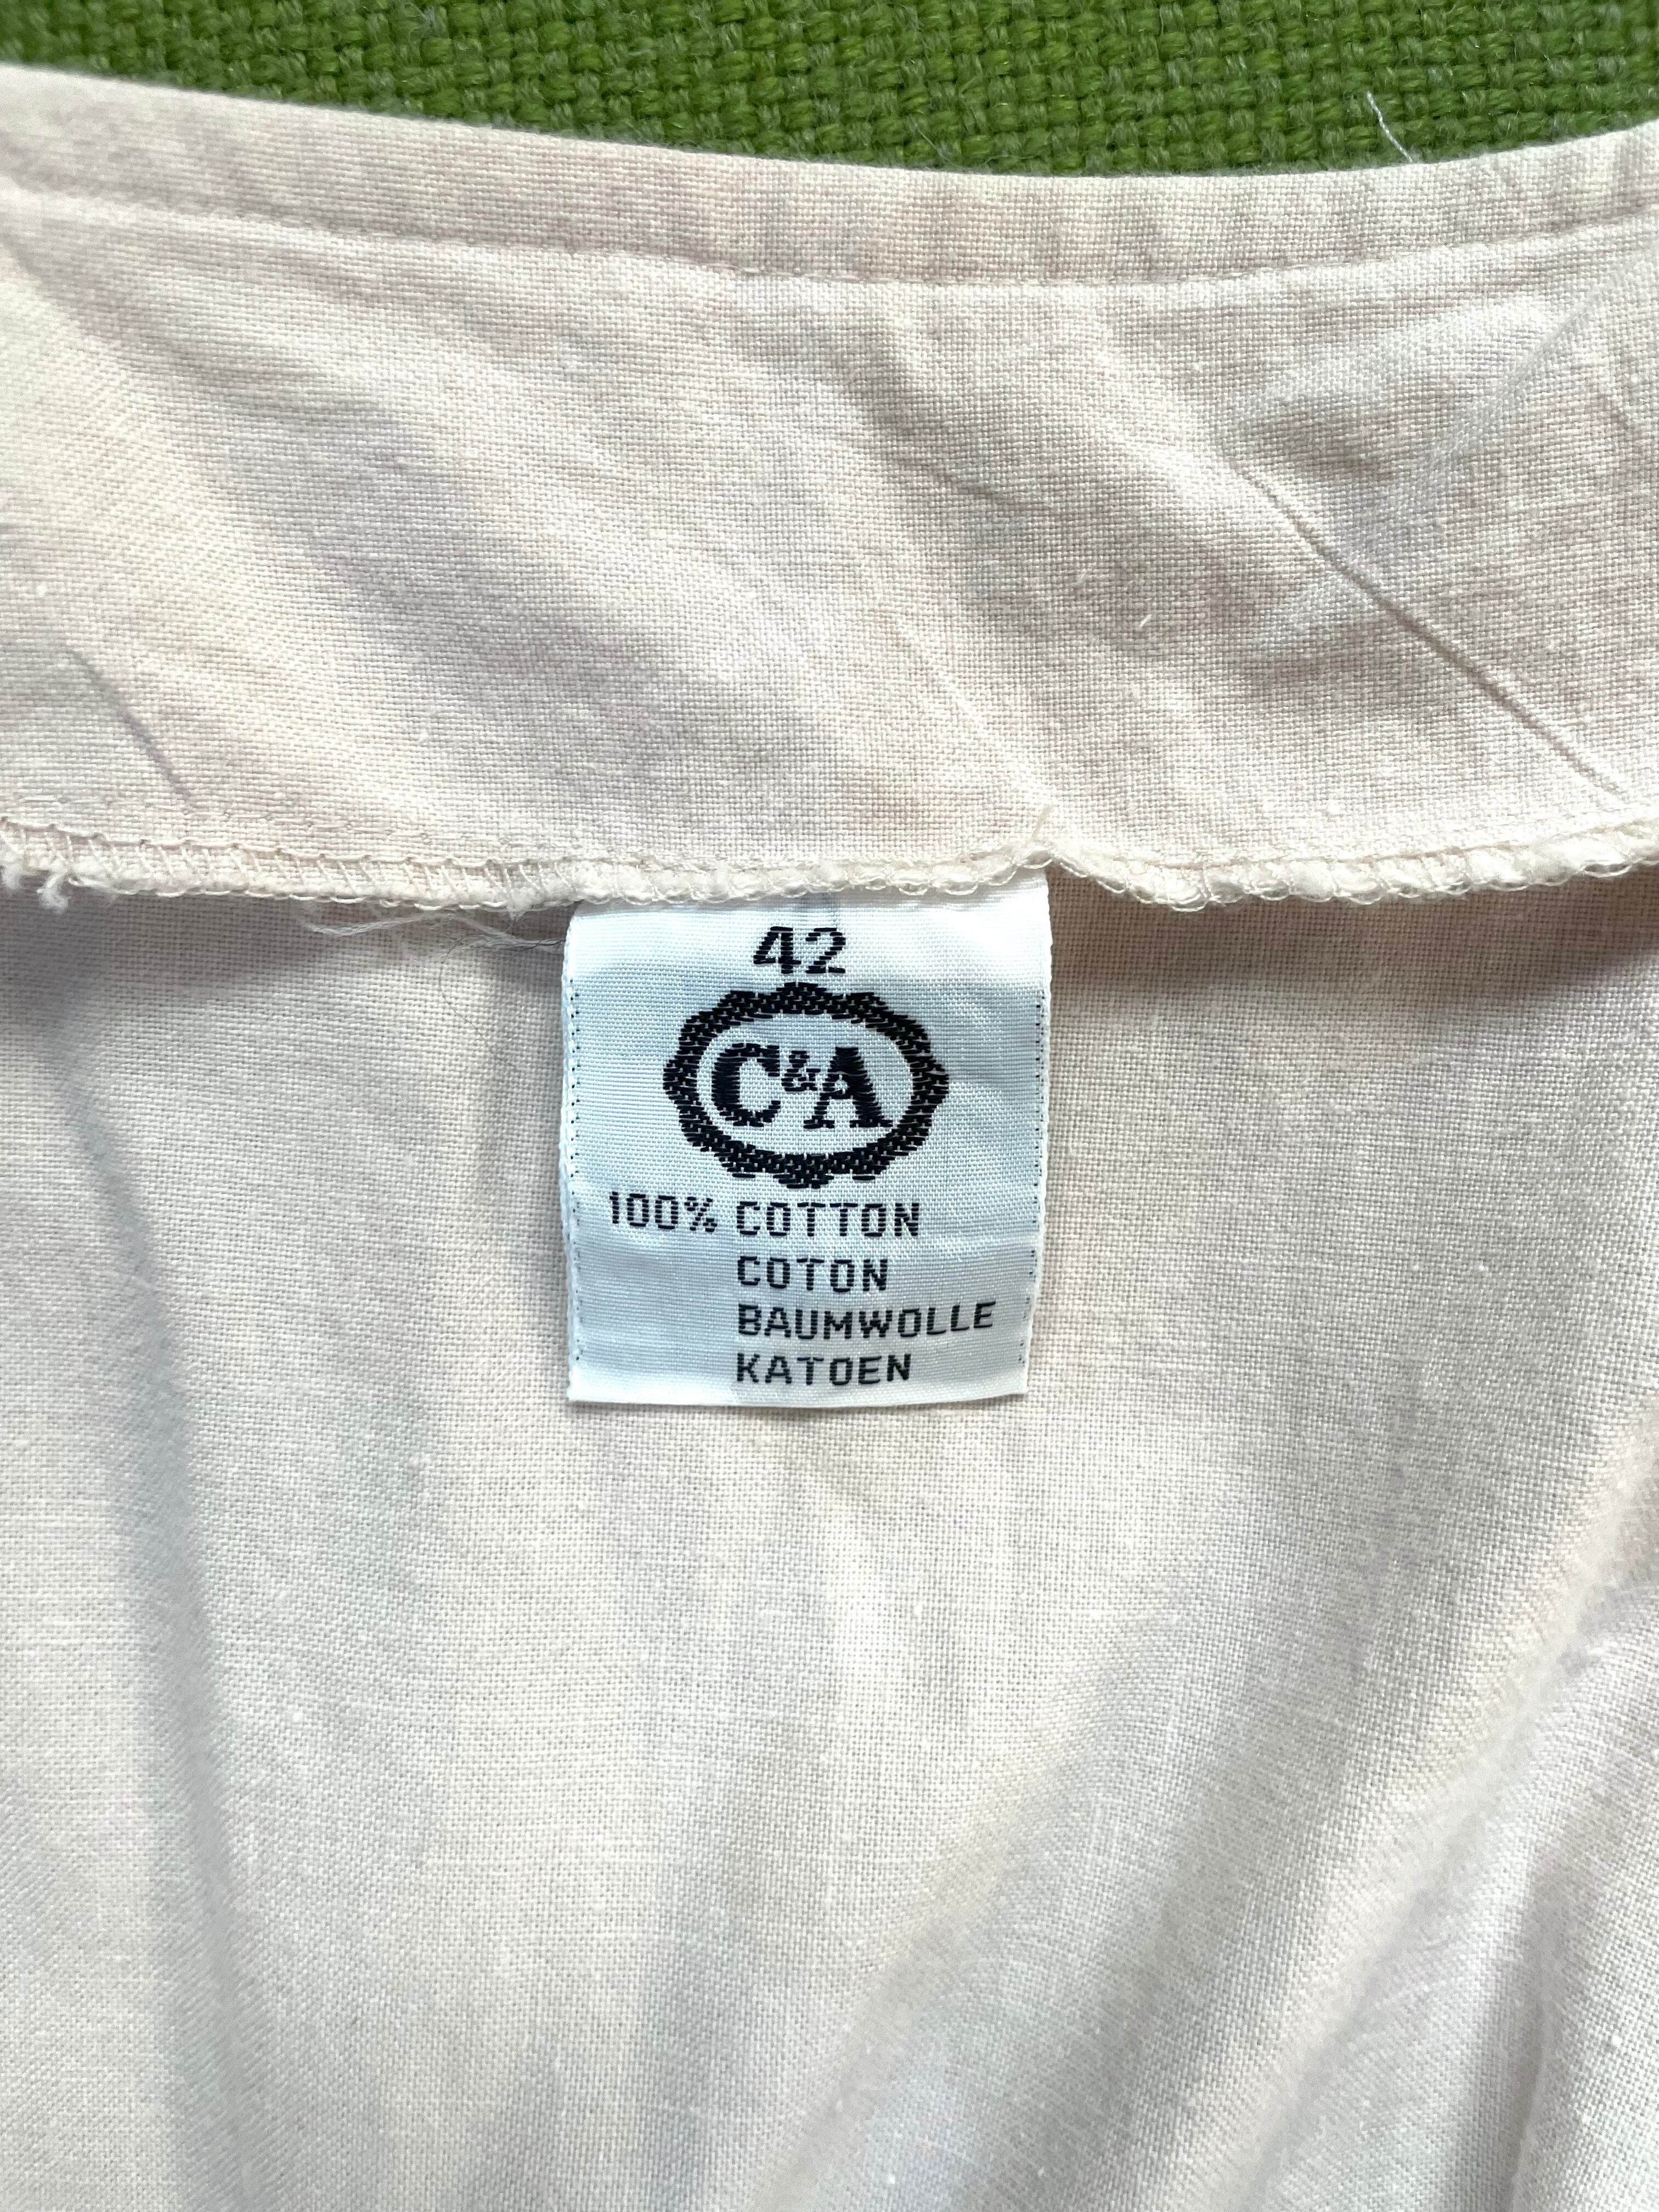 42
C&A
100% COTTON
COTON
BAUMWOLLE
KATOEN